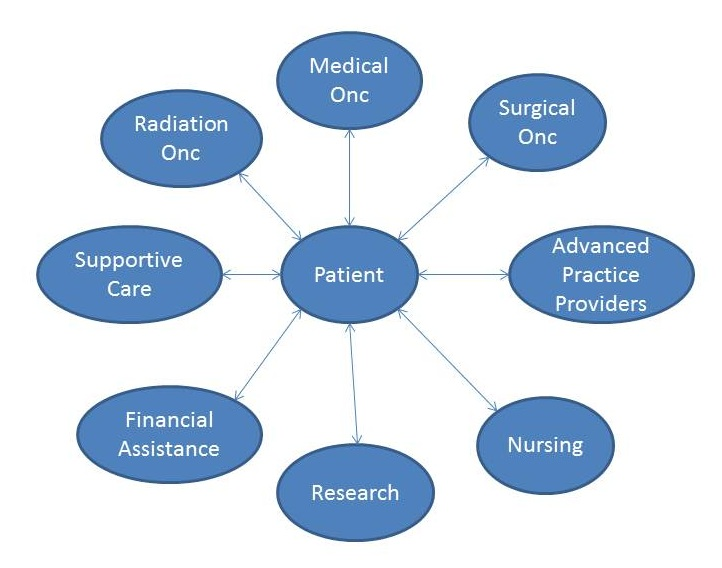 Medical
Onc
Surgical
Onc
Radiation
Onc
Advanced
Practice
Providers
Supportive
Care
Patient
Financial
Assistance
Nursing
Research